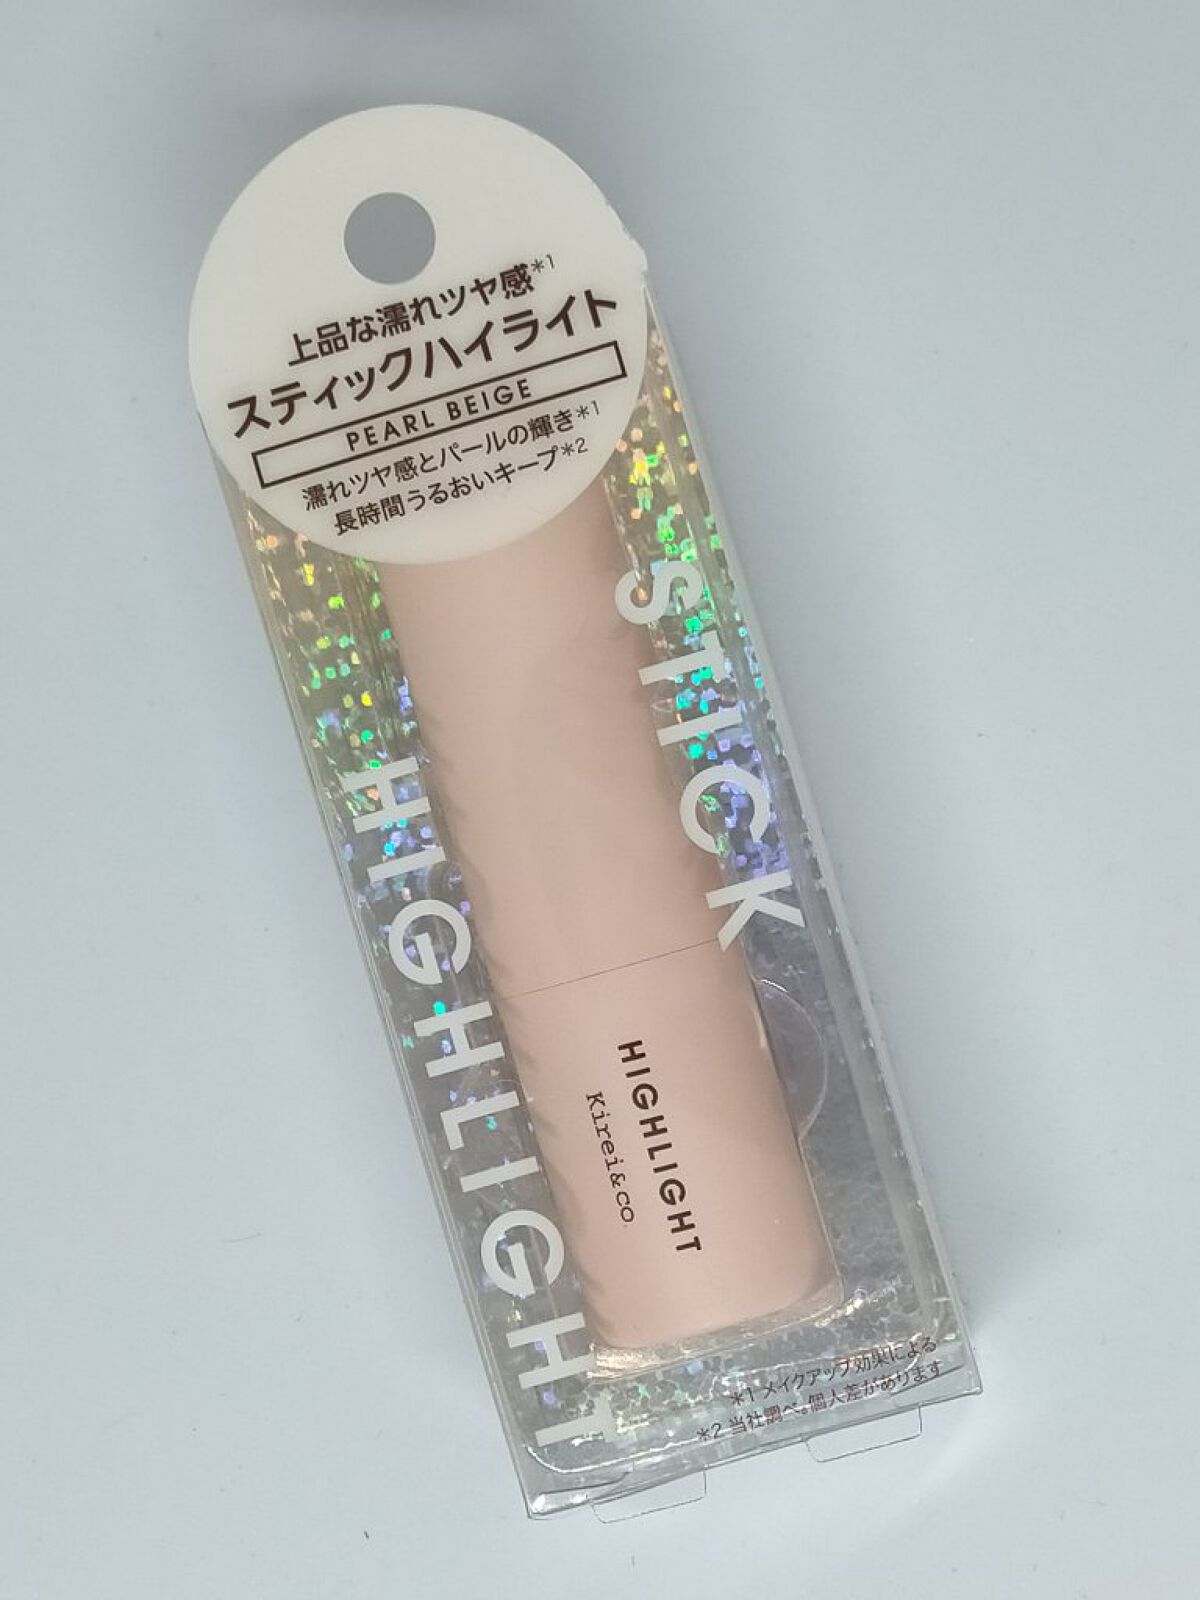 上品な濡れツヤ感*1
スティックハイライト
PEARL BEIGE
濡れツヤ感とパールの輝き*1
長時間うるおいキープ*2
STICK
HIGHLIGHT
HIGHLIGHT
Kirei&co.
*1 メイクアップ効果による
*2 当社調べ。個人差があります